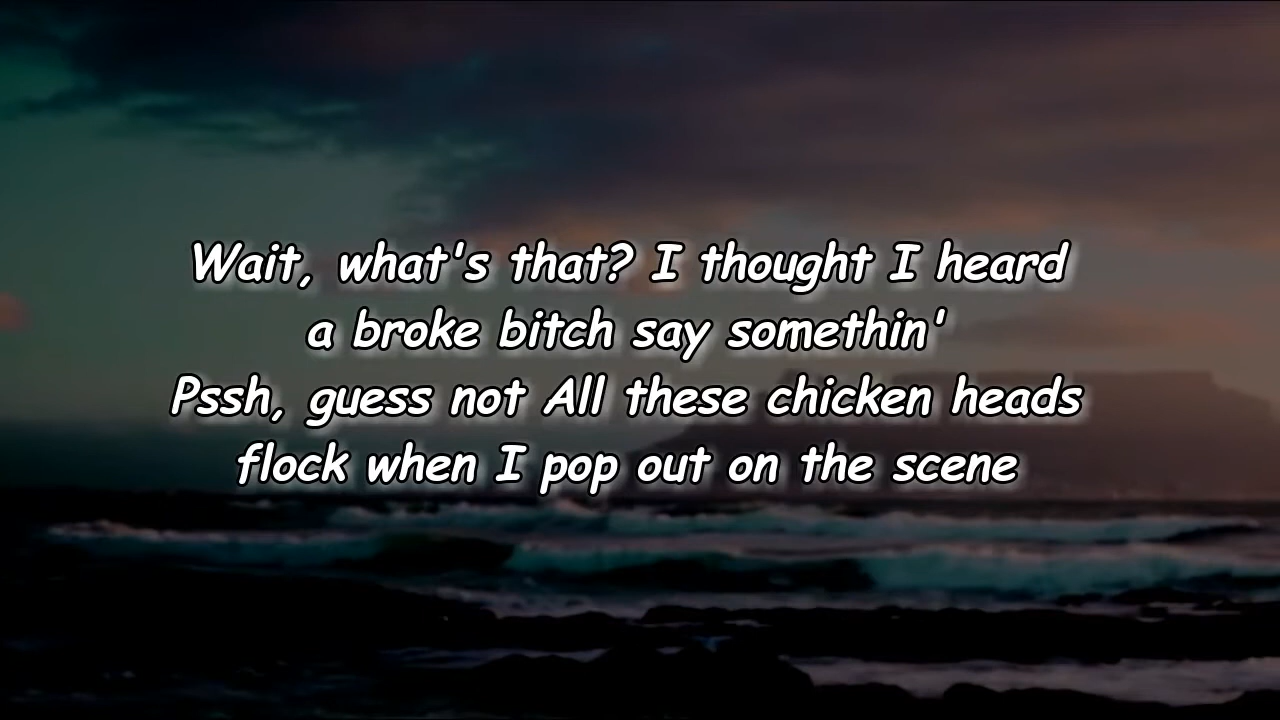 Wait, what's that? I thought I heard
a broke bitch say somethin'
Pssh, guess not All these chicken heads
flock when I pop out on the scene